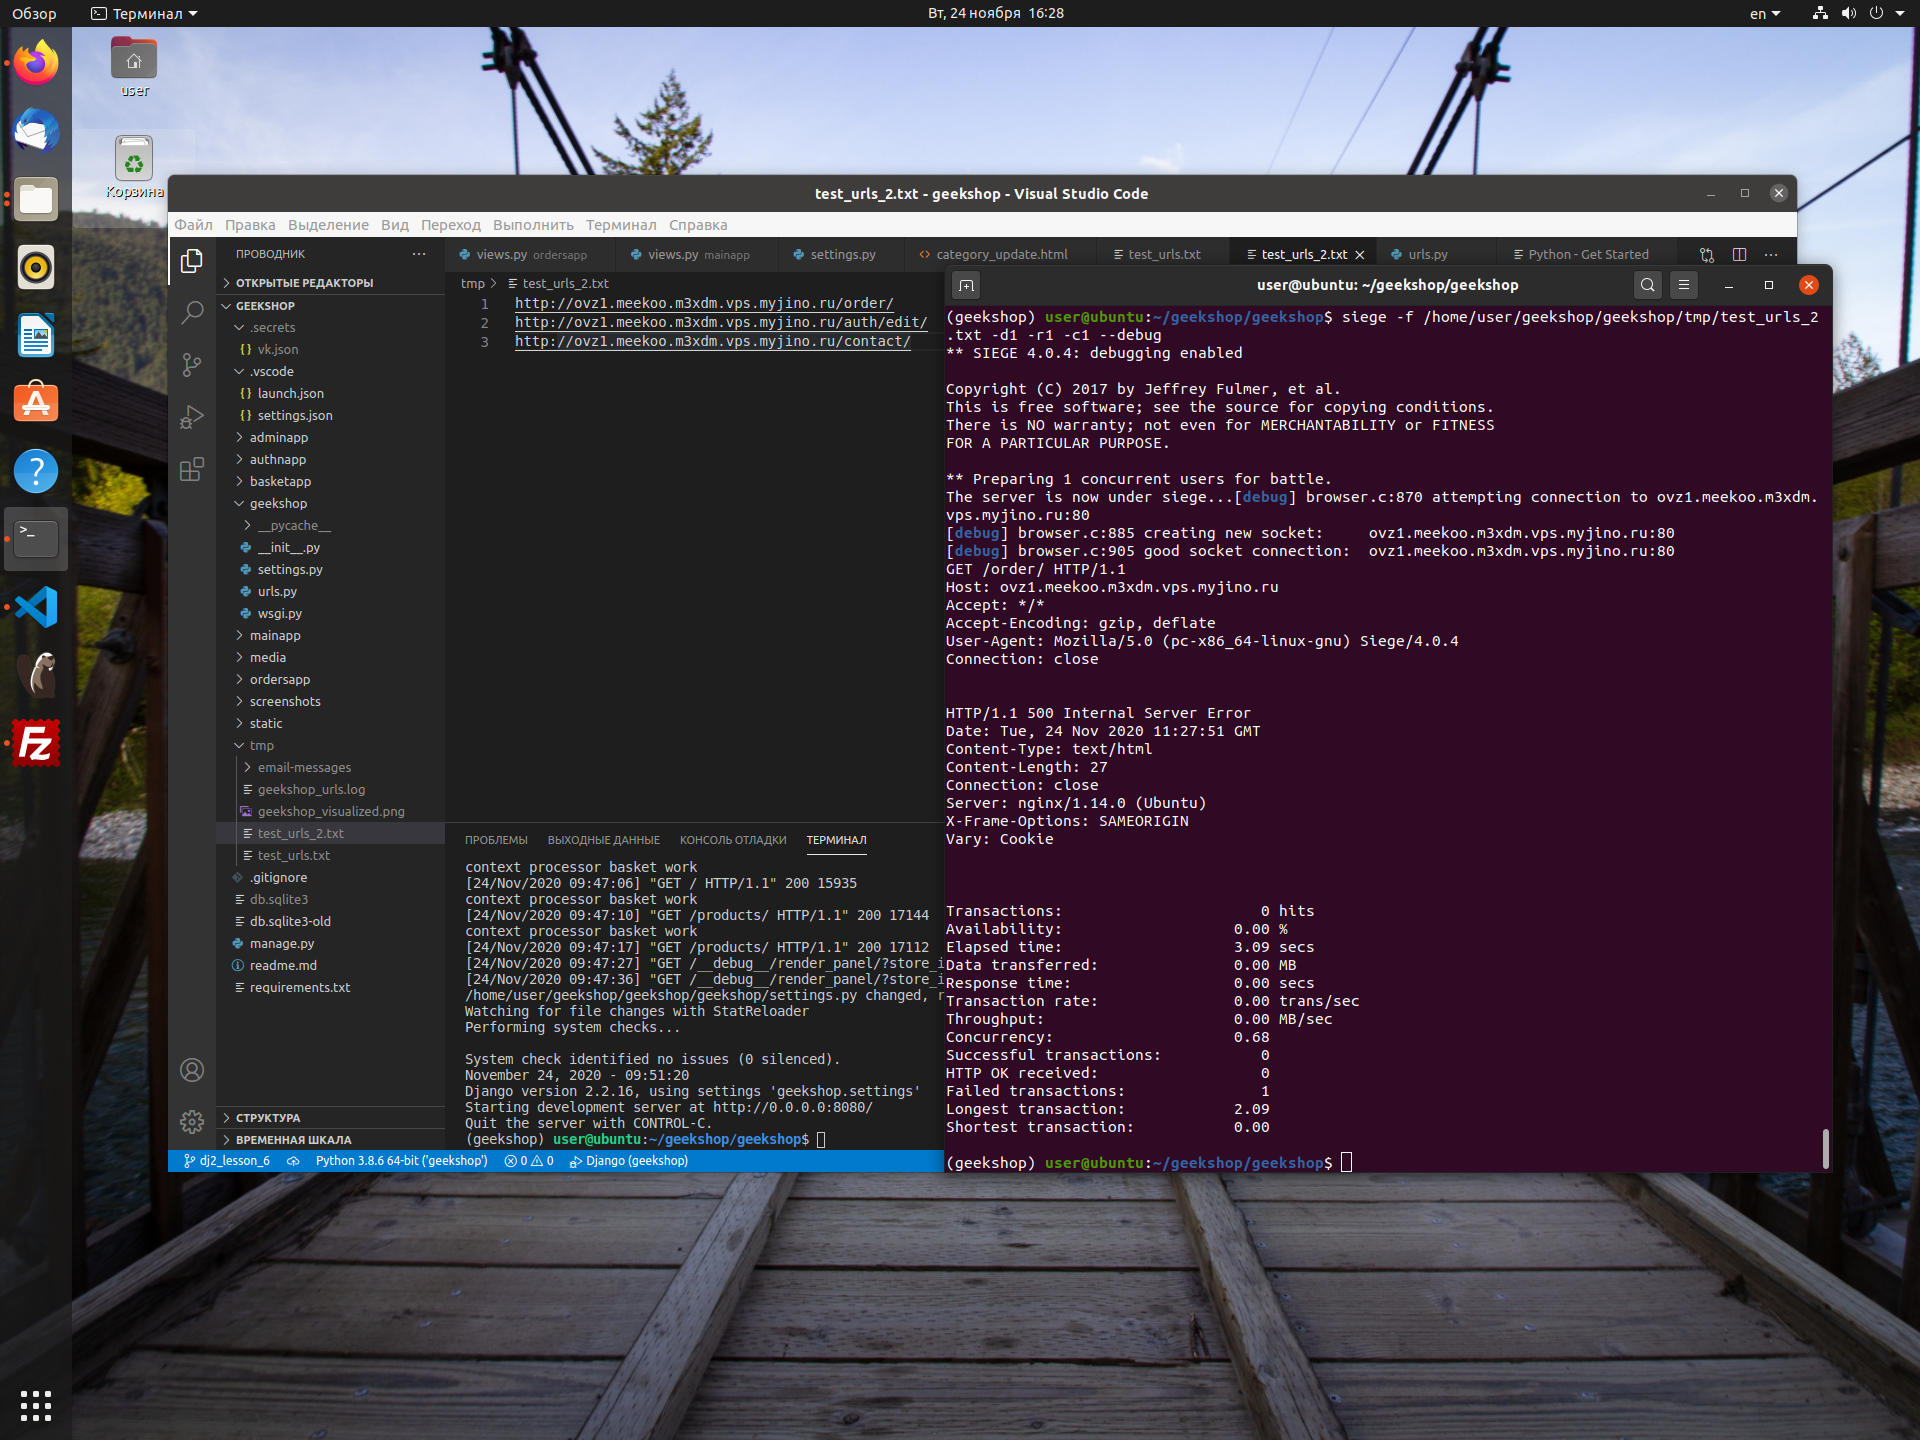 Обзор
Терминал
Вт, 24 ноября 16:28
en
user
Корзина
test_urls_2.txt - geekshop - Visual Studio Code
Файл Правка Выделение Вид Переход Выполнить Терминал Справка
ПРОВОДНИК
ОТКРЫТЫЕ РЕДАКТОРЫ
GEEKSHOP
.secrets
{} vk.json
.vscode
{} launch.json
{} settings.json
adminapp
authnapp
basketapp
geekshop
__pycache__
__init__.py
settings.py
urls.py
wsgi.py
mainapp
media
ordersapp
screenshots
static
tmp
email-messages
geekshop_urls.log
geekshop_visualized.png
test_urls_2.txt
test_urls.txt
.gitignore
db.sqlite3
db.sqlite3-old
manage.py
readme.md
requirements.txt
СТРУКТУРА
ВРЕМЕННАЯ ШКАЛА
views.py ordersapp views.py mainapp settings.py category_update.html test_urls.txt test_urls_2.txt urls.py Python - Get Started
tmp > test_urls_2.txt
1 http://ovz1.meekoo.m3xdm.vps.myjino.ru/order/
2 http://ovz1.meekoo.m3xdm.vps.myjino.ru/auth/edit/
3 http://ovz1.meekoo.m3xdm.vps.myjino.ru/contact/
ПРОБЛЕМЫ ВЫХОДНЫЕ ДАННЫЕ КОНСОЛЬ ОТЛАДКИ ТЕРМИНАЛ
context processor basket work
[24/Nov/2020 09:47:06] "GET / HTTP/1.1" 200 15935
context processor basket work
[24/Nov/2020 09:47:10] "GET /products/ HTTP/1.1" 200 17144
context processor basket work
[24/Nov/2020 09:47:17] "GET /products/ HTTP/1.1" 200 17112
[24/Nov/2020 09:47:27] "GET /__debug__/render_panel/?store_i
[24/Nov/2020 09:47:36] "GET /__debug__/render_panel/?store_i
/home/user/geekshop/geekshop/geekshop/settings.py changed, r
Watching for file changes with StatReloader
Performing system checks...
System check identified no issues (0 silenced).
November 24, 2020 - 09:51:20
Django version 2.2.16, using settings 'geekshop.settings'
Starting development server at http://0.0.0.0:8080/
Quit the server with CONTROL-C.
(geekshop) user@ubuntu:~/geekshop/geekshop$
dj2_lesson_6 Python 3.8.6 64-bit ('geekshop') 0 0 Django (geekshop)
user@ubuntu: ~/geekshop/geekshop
(geekshop) user@ubuntu:~/geekshop/geekshop$ siege -f /home/user/geekshop/geekshop/tmp/test_urls_2
.txt -d1 -r1 -c1 --debug
** SIEGE 4.0.4: debugging enabled
Copyright (C) 2017 by Jeffrey Fulmer, et al.
This is free software; see the source for copying conditions.
There is NO warranty; not even for MERCHANTABILITY or FITNESS
FOR A PARTICULAR PURPOSE.
** Preparing 1 concurrent users for battle.
The server is now under siege...[debug] browser.c:870 attempting connection to ovz1.meekoo.m3xdm.
vps.myjino.ru:80
[debug] browser.c:885 creating new socket: ovz1.meekoo.m3xdm.vps.myjino.ru:80
[debug] browser.c:905 good socket connection: ovz1.meekoo.m3xdm.vps.myjino.ru:80
GET /order/ HTTP/1.1
Host: ovz1.meekoo.m3xdm.vps.myjino.ru
Accept: */*
Accept-Encoding: gzip, deflate
User-Agent: Mozilla/5.0 (pc-x86_64-linux-gnu) Siege/4.0.4
Connection: close
HTTP/1.1 500 Internal Server Error
Date: Tue, 24 Nov 2020 11:27:51 GMT
Content-Type: text/html
Content-Length: 27
Connection: close
Server: nginx/1.14.0 (Ubuntu)
X-Frame-Options: SAMEORIGIN
Vary: Cookie
Transactions: 0 hits
Availability: 0.00 %
Elapsed time: 3.09 secs
Data transferred: 0.00 MB
Response time: 0.00 secs
Transaction rate: 0.00 trans/sec
Throughput: 0.00 MB/sec
Concurrency: 0.68
Successful transactions: 0
HTTP OK received: 0
Failed transactions: 1
Longest transaction: 2.09
Shortest transaction: 0.00
(geekshop) user@ubuntu:~/geekshop/geekshop$